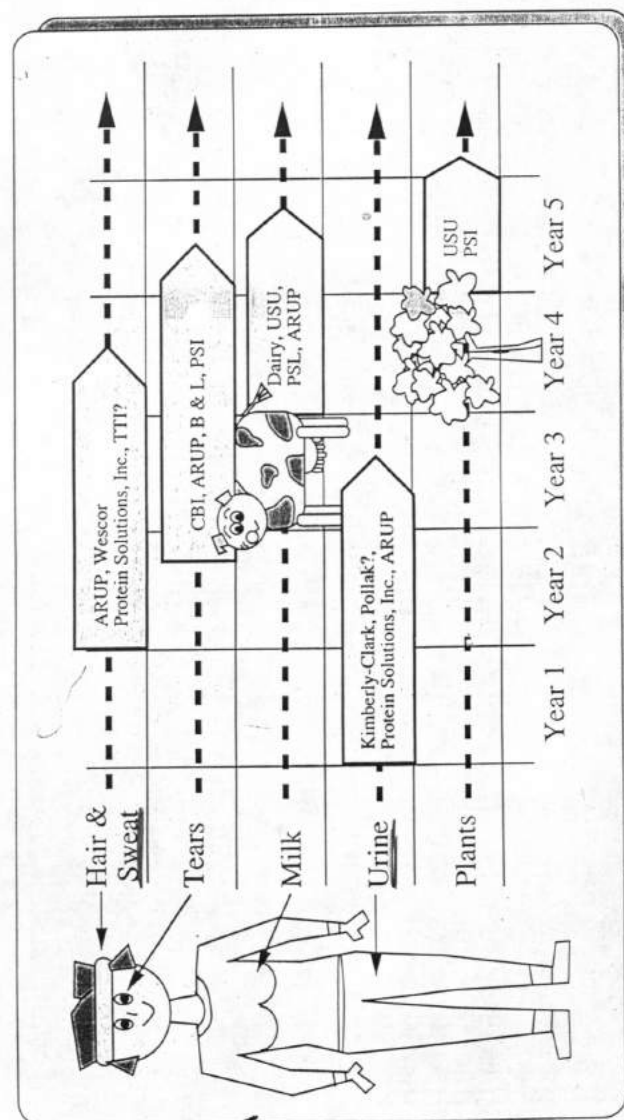 Hair &
Sweat
ARUP, Wescor
Protein Solutions, Inc., TTI?
Tears
CBI, ARUP, B & L, PSI
Milk
Dairy, USU,
PSL, ARUP
Urine
Kimberly-Clark, Pollak?,
Protein Solutions, Inc., ARUP
Plants
USU
PSI
Year 1
Year 2
Year 3
Year 4
Year 5